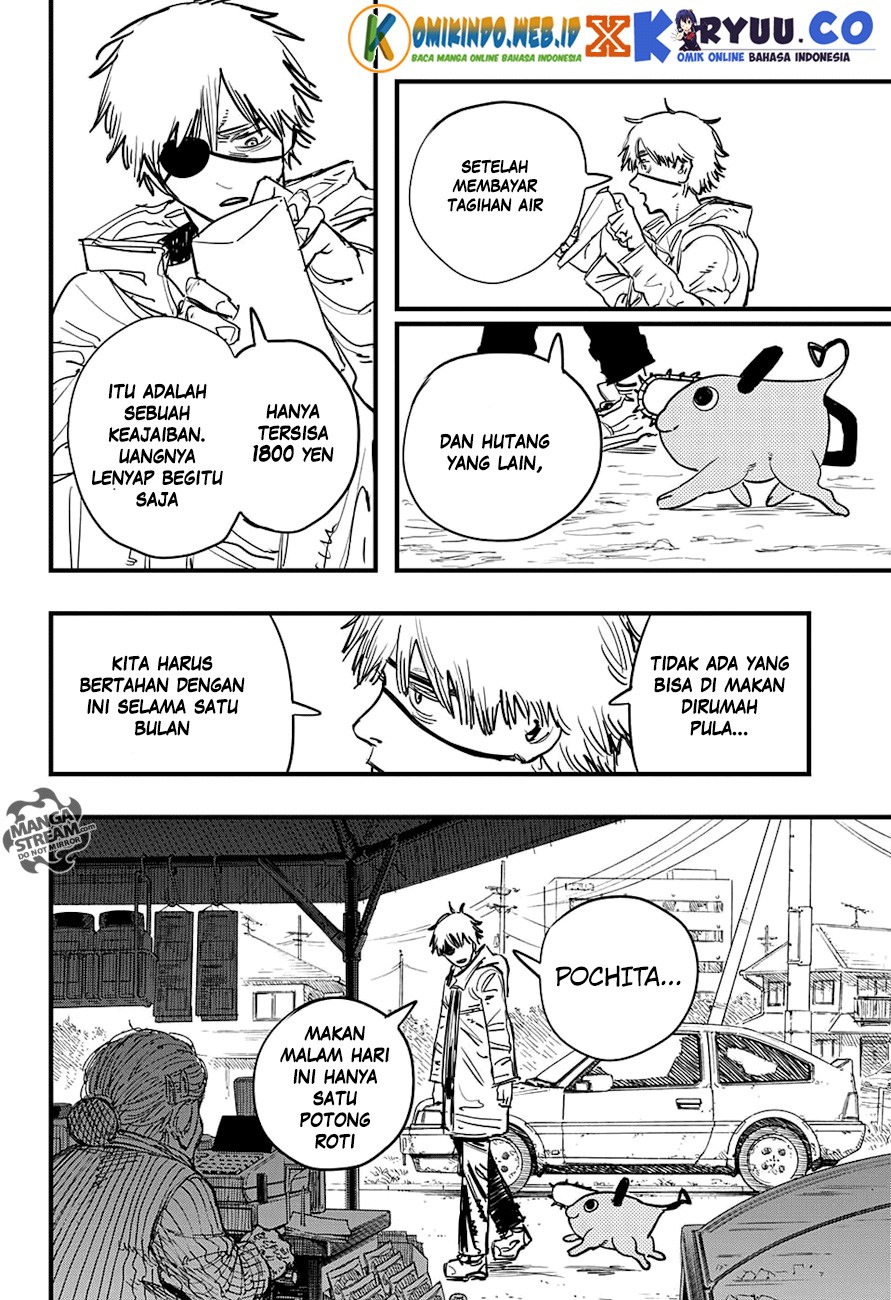 KOMIKINDO.WEB.ID X KIRYUU.CO
BACA MANGA ONLINE BAHASA INDONESIA
OMIK ONLINE BAHASA INDONESIA
SETELAH
MEMBAYAR
TAGIHAN AIR
DAN HUTANG
YANG LAIN,
HANYA
TERSISA
1800 YEN
ITU ADALAH
SEBUAH
KEAJAIBAN.
UANGNYA
LENYAP BEGITU
SAJA
TIDAK ADA YANG
BISA DI MAKAN
DIRUMAH
PULA...
KITA HARUS
BERTAHAN DENGAN
INI SELAMA SATU
BULAN
MANGA
STREAM.com
DO NOT MIRROR
POCHITA...
MAKAN
MALAM HARI
INI HANYA
SATU
POTONG
ROTI